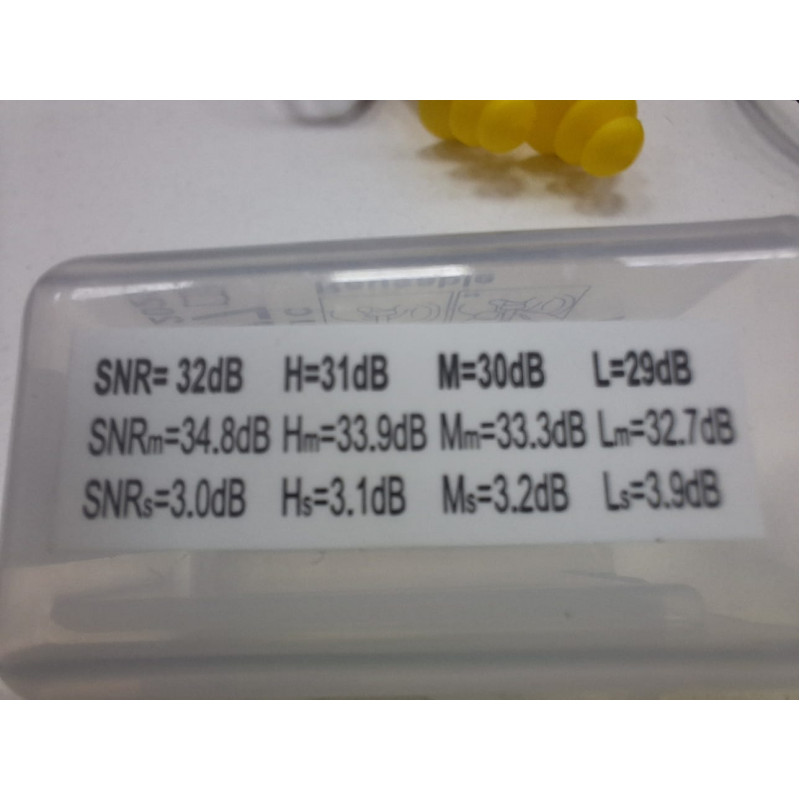 Reusable
SNR= 32dB H=31dB M=30dB L=29dB
SNRm=34.8dB Hm=33.9dB Mm=33.3dB Lm=32.7dB
SNRs=3.0dB Hs=3.1dB Ms=3.2dB Ls=3.9dB